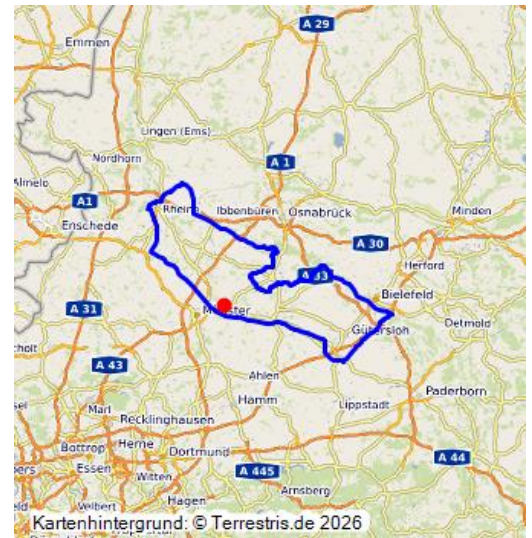 A 29
Emmen
Lingen (Ems)
Nordhorn
A 1
Almelo
A1
Rheine
Ibbenbüren
Osnabrück
Minden
Enschede
A 30
Herford
A 33
A 31
Bielefeld
Münster
Gütersloh
Detmold
A 43
Ahlen
Hamm
Lippstadt
Paderborn
Marl
Recklinghausen
Bottrop
Herne
Dortmund
A 44
Essen
Witten
A 445
Arnsberg
Velbert
Hagen
Kartenhintergrund: © Terrestris.de 2026